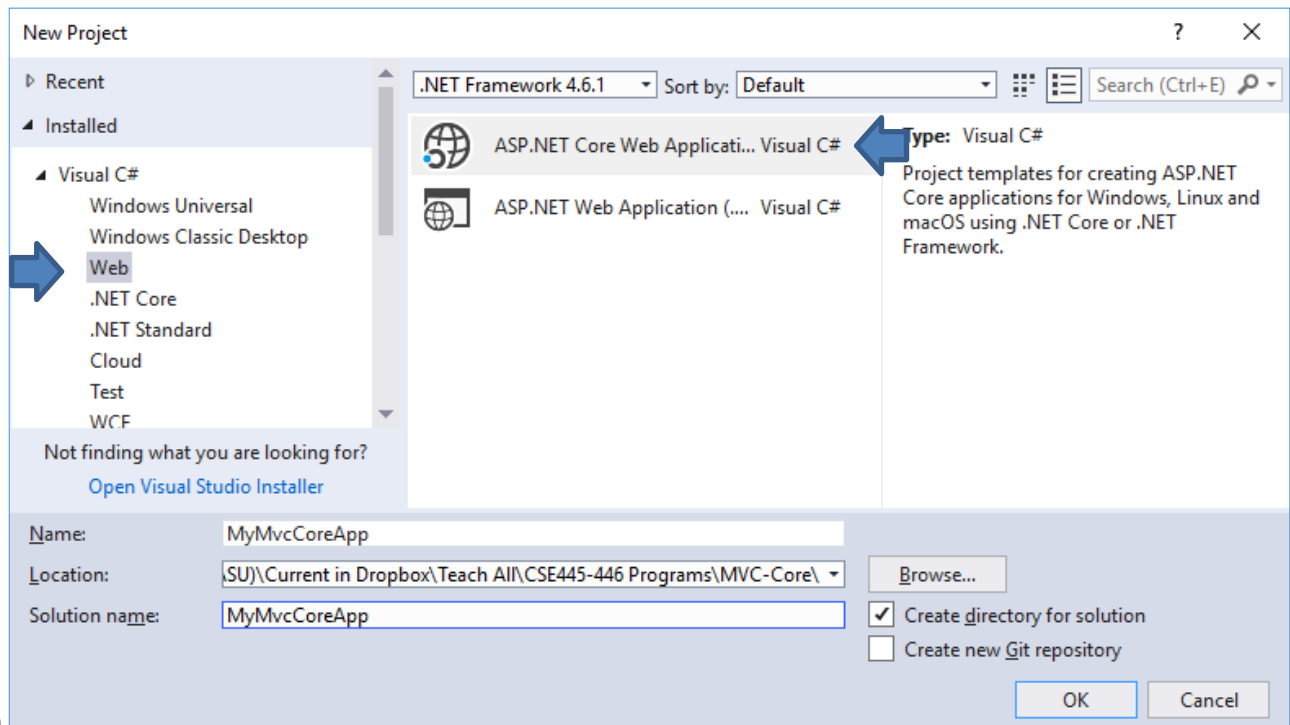 New Project
?
Recent
Installed
Visual C#
Windows Universal
Windows Classic Desktop
Web
.NET Core
.NET Standard
Cloud
Test
WCF
Not finding what you are looking for?
Open Visual Studio Installer
.NET Framework 4.6.1
Sort by: Default
Search (Ctrl+E)
ASP.NET Core Web Applicati... Visual C#
ASP.NET Web Application (.... Visual C#
Type: Visual C#
Project templates for creating ASP.NET
Core applications for Windows, Linux and
macOS using .NET Core or .NET
Framework.
Name: MyMvcCoreApp
Location: SU)\Current in Dropbox\Teach All\CSE445-446 Programs\MVC-Core\
Browse...
Solution name: MyMvcCoreApp
Create directory for solution
Create new Git repository
OK
Cancel